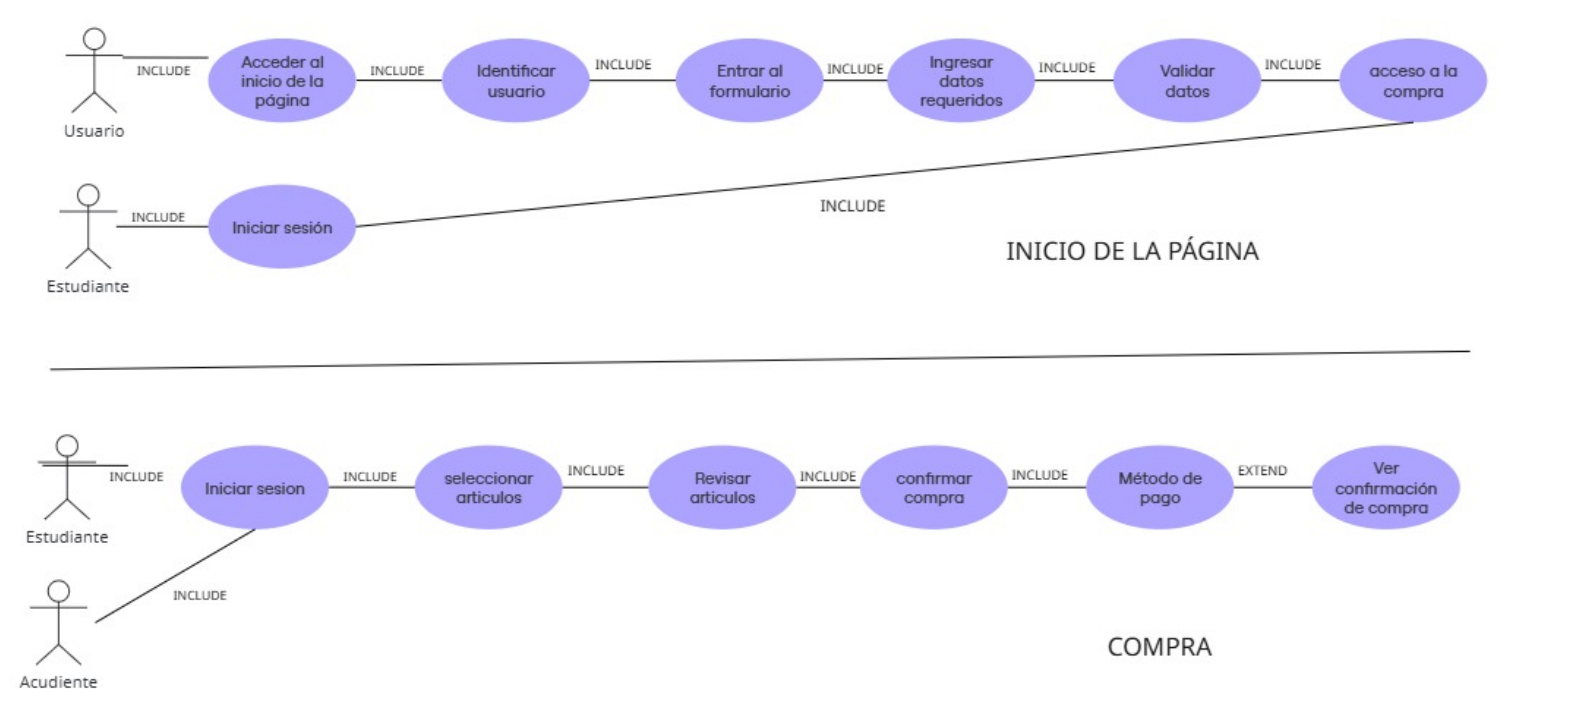 INCLUDE
Acceder al
inicio de la
página
INCLUDE
Identificar
usuario
INCLUDE
Entrar al
formulario
INCLUDE
Ingresar
datos
requeridos
INCLUDE
Validar
datos
INCLUDE
acceso a la
compra
Usuario
INCLUDE
Iniciar sesión
INCLUDE
Estudiante
INICIO DE LA PÁGINA
INCLUDE
Iniciar sesion
INCLUDE
seleccionar
articulos
INCLUDE
Revisar
articulos
INCLUDE
confirmar
compra
INCLUDE
Método de
pago
EXTEND
Ver
confirmación
de compra
Estudiante
INCLUDE
Acudiente
COMPRA